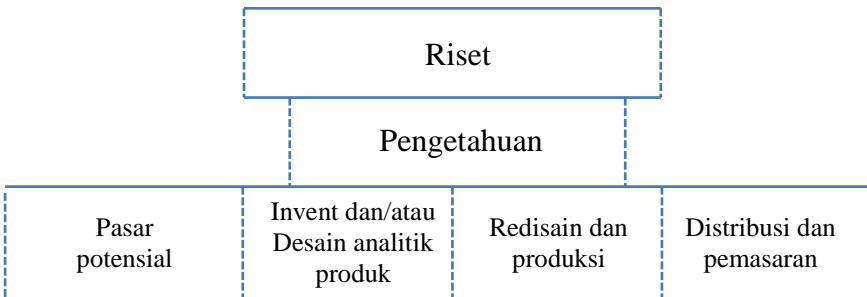 Riset
Pengetahuan
Pasar
potensial
Invent dan/atau
Desain analitik
produk
Redisain dan
produksi
Distribusi dan
pemasaran